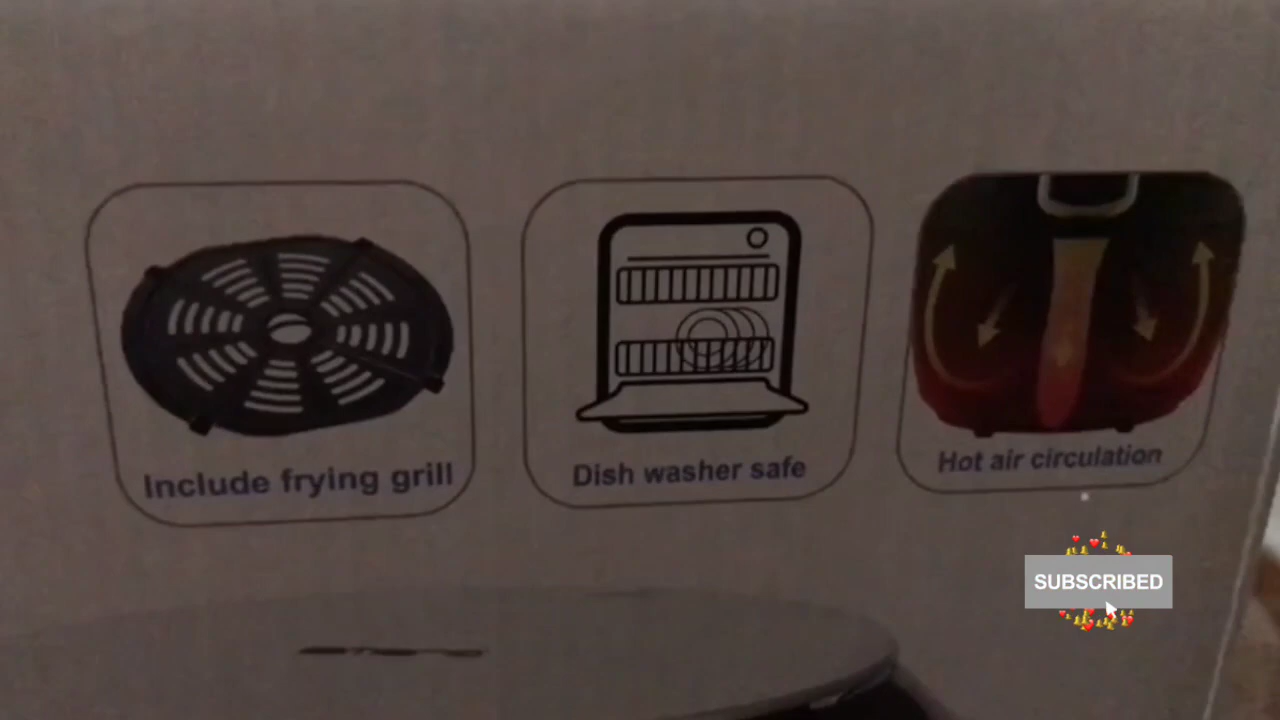 Include frying grill
Dish washer safe
Hot air circulation
SUBSCRIBED